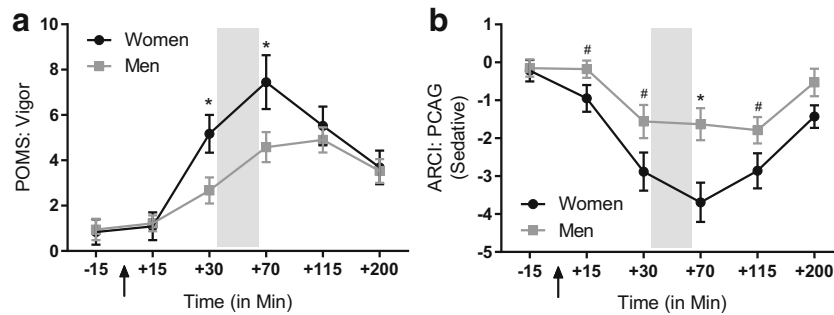 a
POMS: Vigor
10
8
6
4
2
0
Women
Men
*
*
-15
+15
+30
+70
+115
+200
Time (in Min)
b
ARCI: PCAG
(Sedative)
1
0
-1
-2
-3
-4
-5
#
#
*
#
Women
Men
-15
+15
+30
+70
+115
+200
Time (in Min)